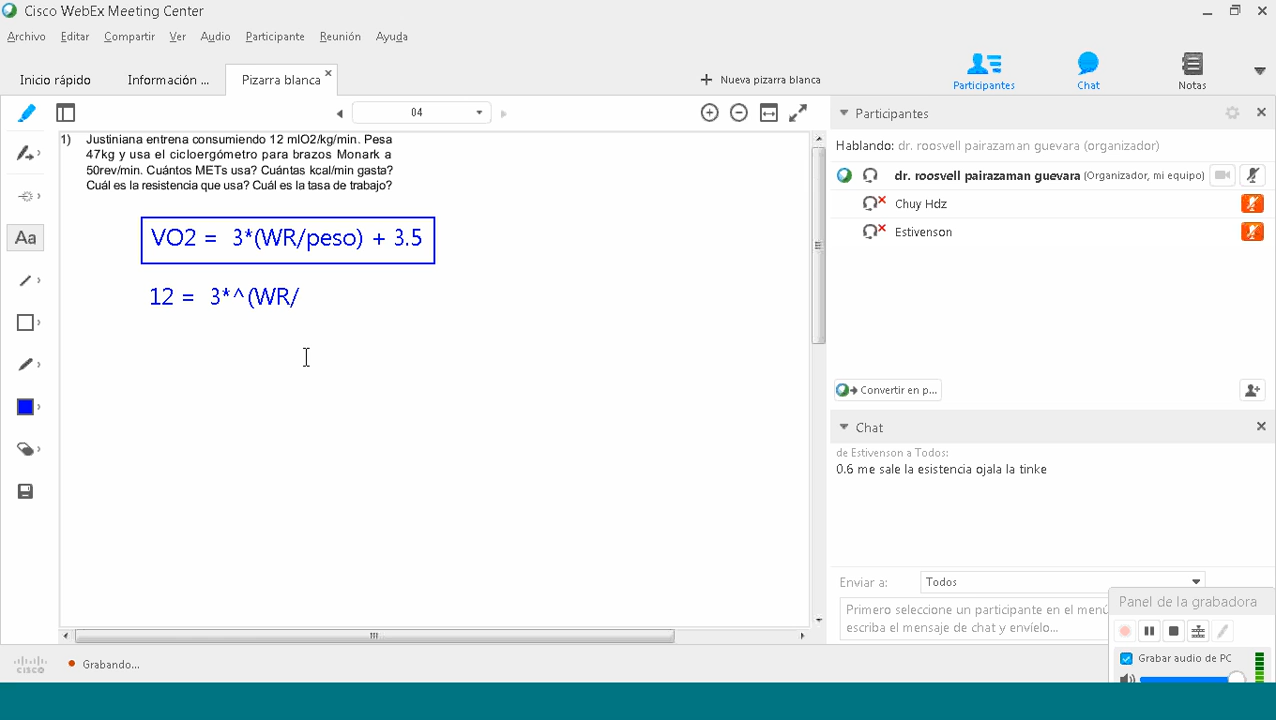 Cisco WebEx Meeting Center
Archivo Editar Compartir Ver Audio Participante Reunión Ayuda
Inicio rápido Información ... Pizarra blanca Nueva pizarra blanca
Participantes Chat Notas
04
1) Justiniana entrena consumiendo 12 mlO2/kg/min. Pesa
47kg y usa el cicloergómetro para brazos Monark a
50rev/min. Cuántos METs usa? Cuántas kcal/min gasta?
Cuál es la resistencia que usa? Cuál es la tasa de trabajo?
VO2 = 3*(WR/peso) + 3.5
12 = 3*^(WR/
Aa
Participantes
Hablando: dr. roosvell pairazaman guevara (organizador)
dr. roosvell pairazaman guevara (Organizador, mi equipo)
Chuy Hdz
Estivenson
Convertir en p...
Chat
de Estivenson a Todos:
0.6 me sale la esistencia ojala la tinke
Enviar a: Todos
Primero seleccione un participante en el menú
escriba el mensaje de chat y envíelo...
Panel de la grabadora
Grabar audio de PC
cisco
Grabando...